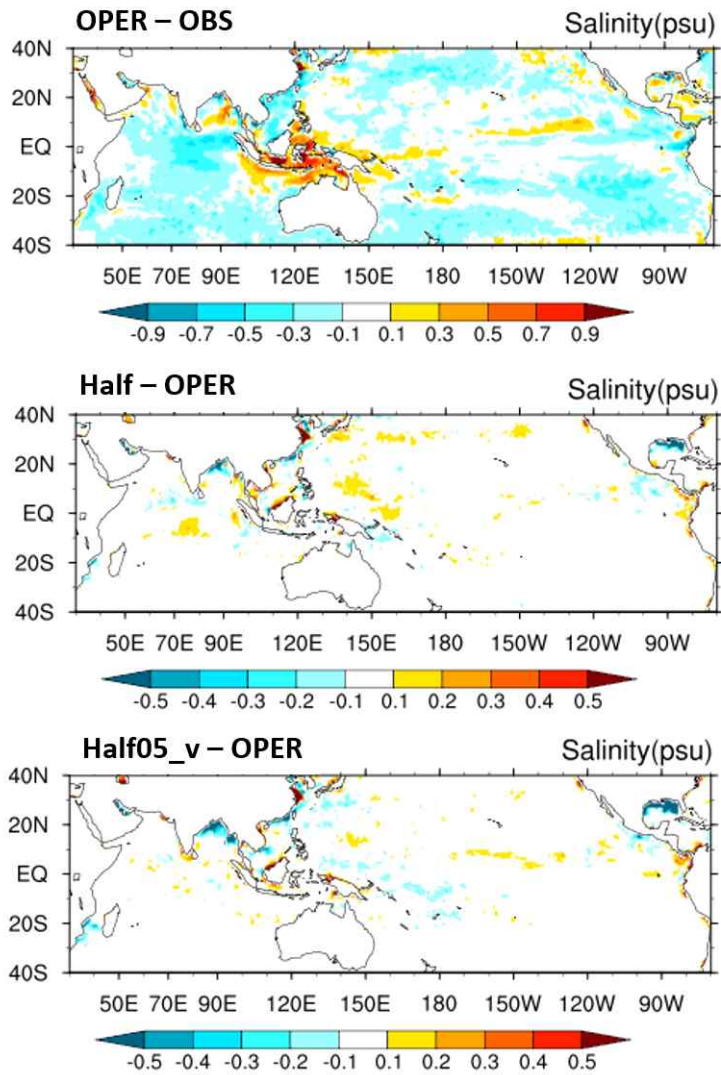 OPER – OBS Salinity(psu)
40N
20N
EQ
20S
40S
50E 70E 90E 120E 150E 180 150W 120W 90W
-0.9 -0.7 -0.5 -0.3 -0.1 0.1 0.3 0.5 0.7 0.9
Half – OPER Salinity(psu)
40N
20N
EQ
20S
40S
50E 70E 90E 120E 150E 180 150W 120W 90W
-0.5 -0.4 -0.3 -0.2 -0.1 0.1 0.2 0.3 0.4 0.5
Half05_v – OPER Salinity(psu)
40N
20N
EQ
20S
40S
50E 70E 90E 120E 150E 180 150W 120W 90W
-0.5 -0.4 -0.3 -0.2 -0.1 0.1 0.2 0.3 0.4 0.5